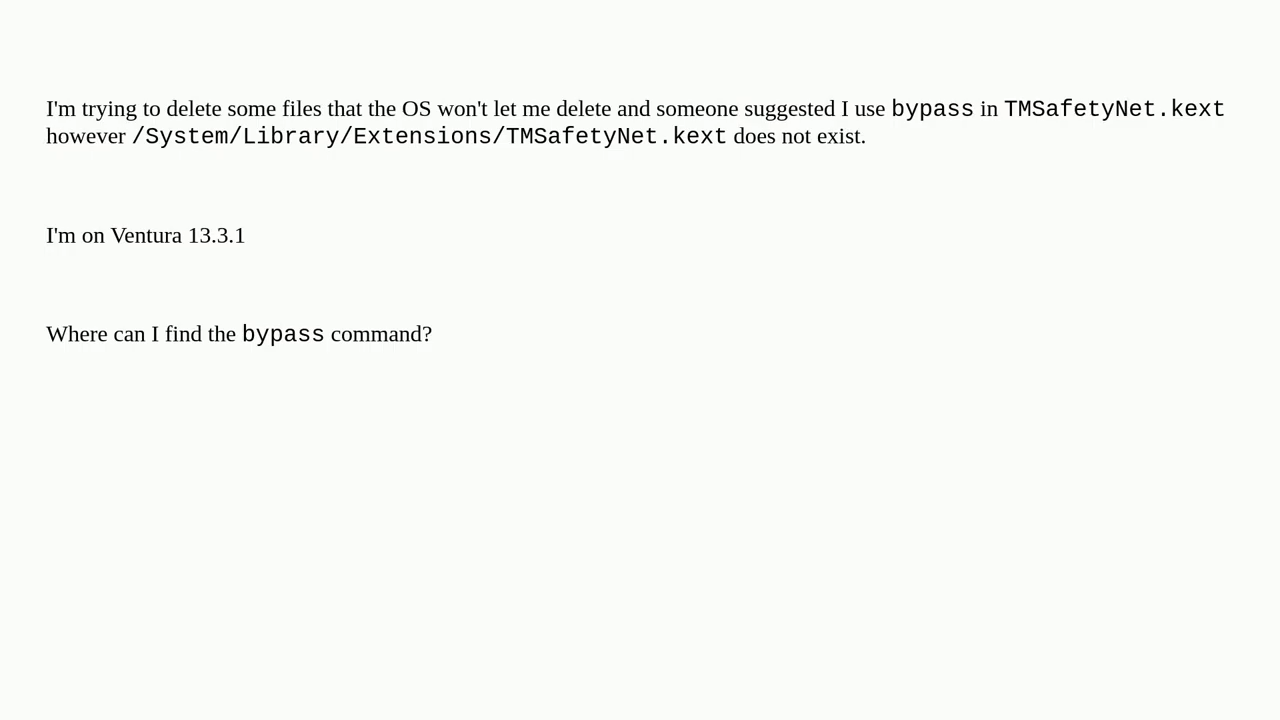 I'm trying to delete some files that the OS won't let me delete and someone suggested I use bypass in TMSafetyNet.kext
however /System/Library/Extensions/TMSafetyNet.kext does not exist.
I'm on Ventura 13.3.1
Where can I find the bypass command?